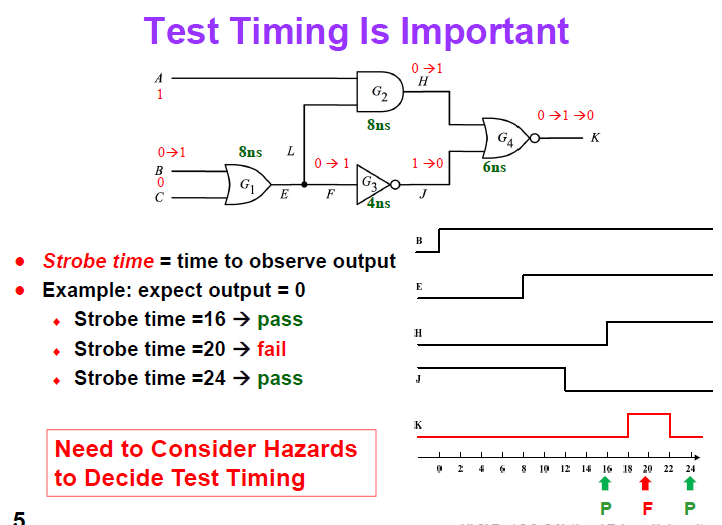 Test Timing Is Important
A
1
0→1
B
0
C
8ns
G1
E
L
0 → 1
F
G3
4ns
1 →0
J
G2
8ns
0 →1
H
G4
6ns
0 →1 →0
K
• Strobe time = time to observe output
• Example: expect output = 0
♦ Strobe time =16 → pass
♦ Strobe time =20 → fail
♦ Strobe time =24 → pass
Need to Consider Hazards
to Decide Test Timing
B
E
H
J
K
0 2 4 6 8 10 12 14 16 18 20 22 24
P F P
5